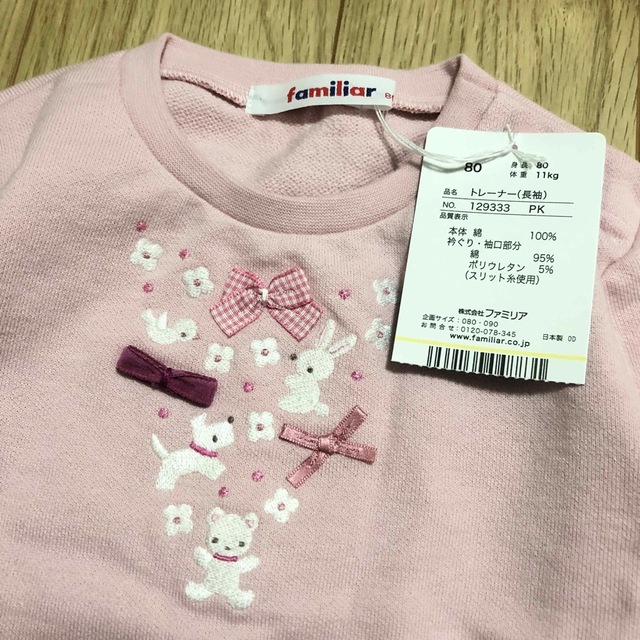 familiar
80
身長 80
体重 11kg
品名 トレーナー(長袖)
NO. 129333 PK
品質表示
本体 綿 100%
衿ぐり・袖口部分
綿 95%
ポリウレタン 5%
(スリット糸使用)
株式会社ファミリア
企画サイズ:080-090
お問合せ:0120-078-345
www.familiar.co.jp
日本製 00